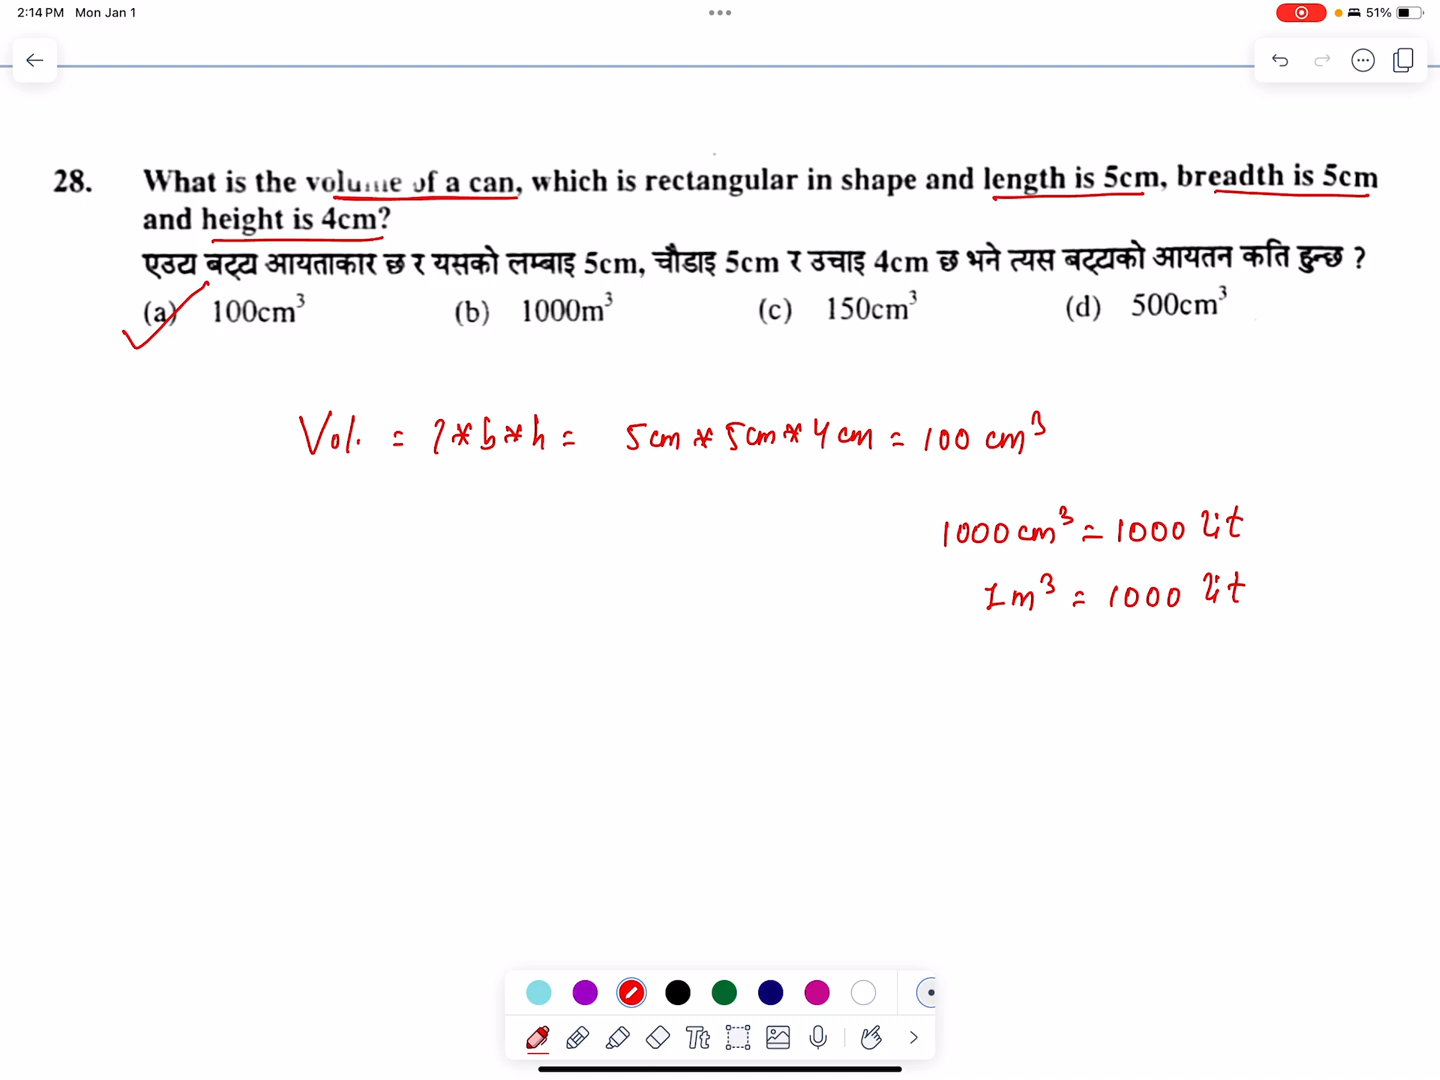 2:14 PM Mon Jan 1
51%
28. What is the volume of a can, which is rectangular in shape and length is 5cm, breadth is 5cm
and height is 4cm?
एउटा बट्टा आयताकार छ र यसको लम्बाइ 5cm, चौडाइ 5cm र उचाइ 4cm छ भने त्यस बट्टाको आयतन कति हुन्छ ?
(a) 100cm³ (b) 1000m³ (c) 150cm³ (d) 500cm³
Vol. = l*b*h = 5cm * 5cm * 4cm = 100 cm³
1000 cm³ = 1000 lit
1m³ = 1000 lit
Tt